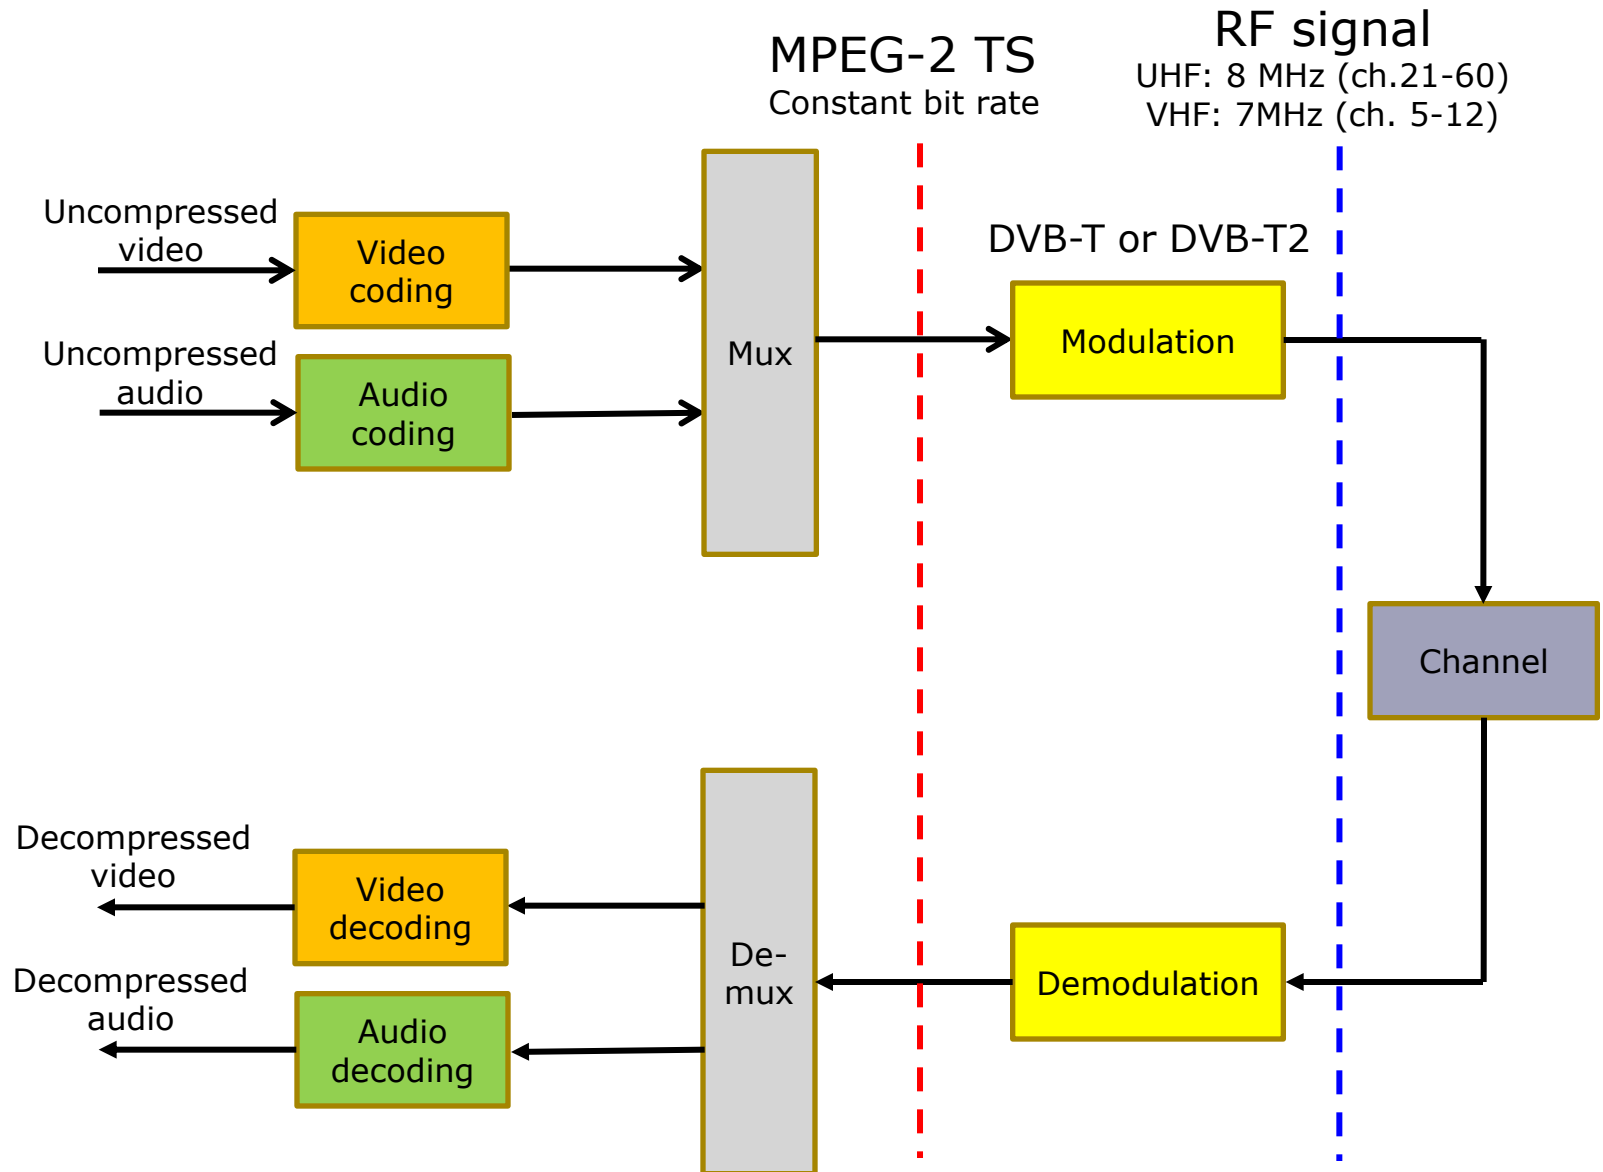 MPEG-2 TS
Constant bit rate
RF signal
UHF: 8 MHz (ch.21-60)
VHF: 7MHz (ch. 5-12)
Uncompressed
video
Video
coding
Uncompressed
audio
Audio
coding
Mux
DVB-T or DVB-T2
Modulation
Channel
Decompressed
video
Video
decoding
Decompressed
audio
Audio
decoding
De-
mux
Demodulation